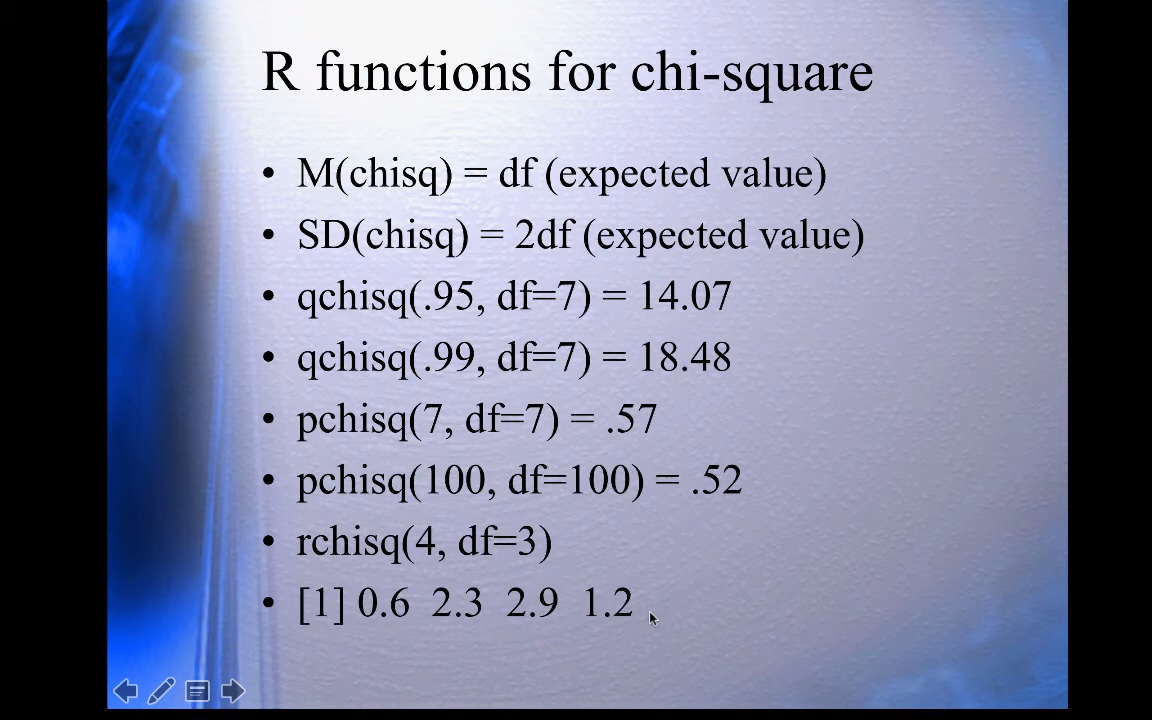 R functions for chi-square
• M(chisq) = df (expected value)
• SD(chisq) = 2df (expected value)
• qchisq(.95, df=7) = 14.07
• qchisq(.99, df=7) = 18.48
• pchisq(7, df=7) = .57
• pchisq(100, df=100) = .52
• rchisq(4, df=3)
• [1] 0.6 2.3 2.9 1.2